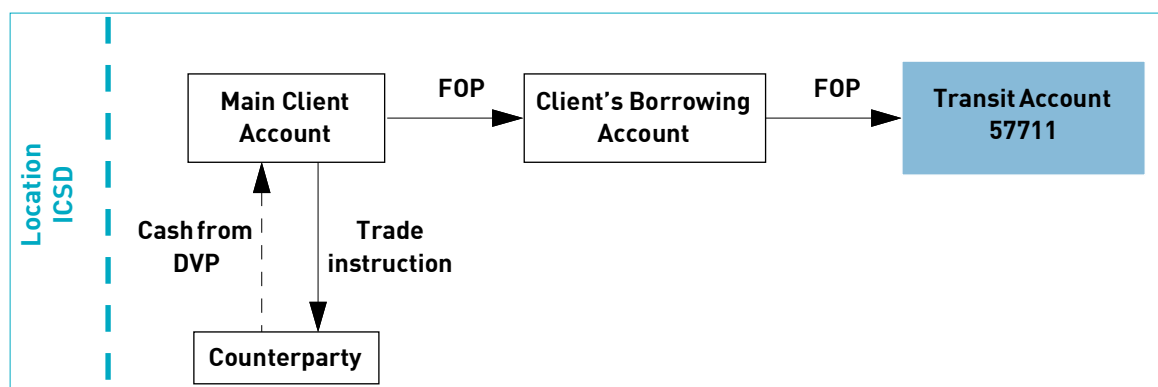 Location
ICSD
Main Client
Account
FOP
Client's Borrowing
Account
FOP
Transit Account
57711
Cash from
DVP
Trade
instruction
Counterparty